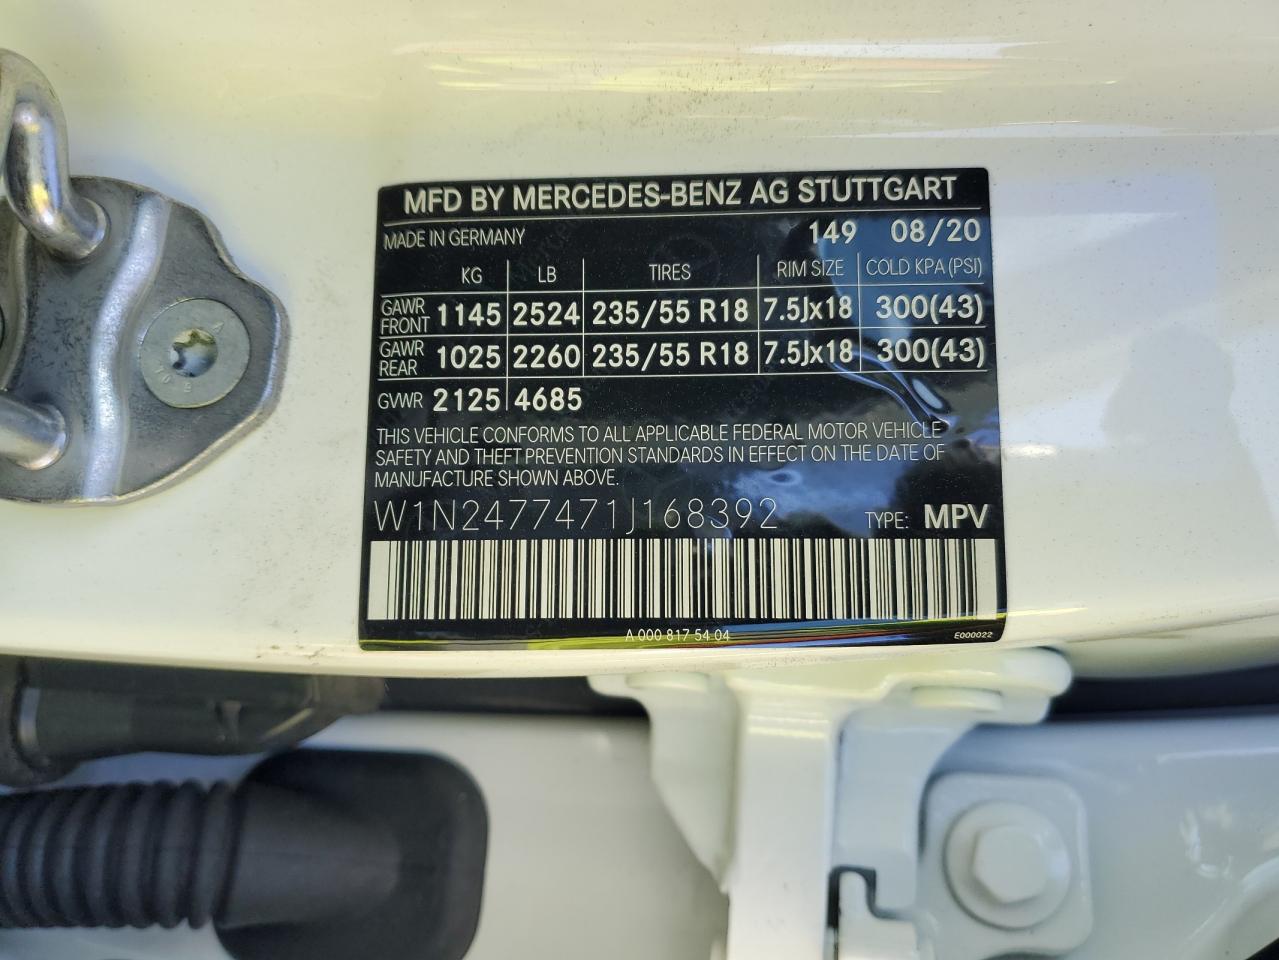 MFD BY MERCEDES-BENZ AG STUTTGART
MADE IN GERMANY 149 08/20
KG LB TIRES RIM SIZE COLD KPA (PSI)
GAWR FRONT 1145 2524 235/55 R18 7.5Jx18 300(43)
GAWR REAR 1025 2260 235/55 R18 7.5Jx18 300(43)
GVWR 2125 4685
THIS VEHICLE CONFORMS TO ALL APPLICABLE FEDERAL MOTOR VEHICLE
SAFETY AND THEFT PREVENTION STANDARDS IN EFFECT ON THE DATE OF
MANUFACTURE SHOWN ABOVE.
W1N2477471J168392 TYPE: MPV
A 000 817 54 04 E000022